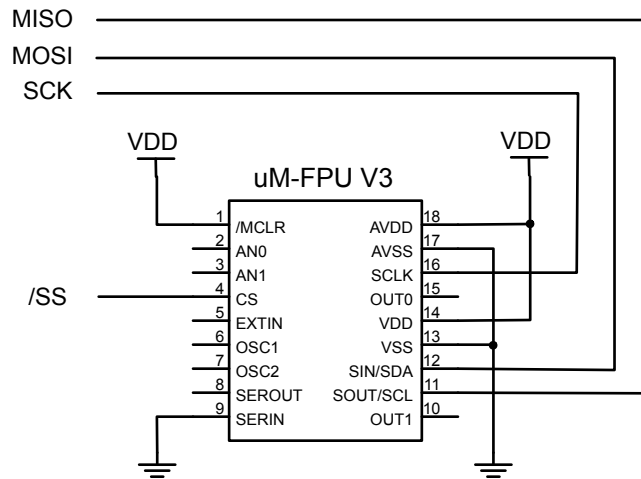 MISO
MOSI
SCK
VDD
VDD
uM-FPU V3
1 /MCLR AVDD 18
2 AN0 AVSS 17
3 AN1 SCLK 16
/SS 4 CS OUT0 15
5 EXTIN VDD 14
6 OSC1 VSS 13
7 OSC2 SIN/SDA 12
8 SEROUT SOUT/SCL 11
9 SERIN OUT1 10